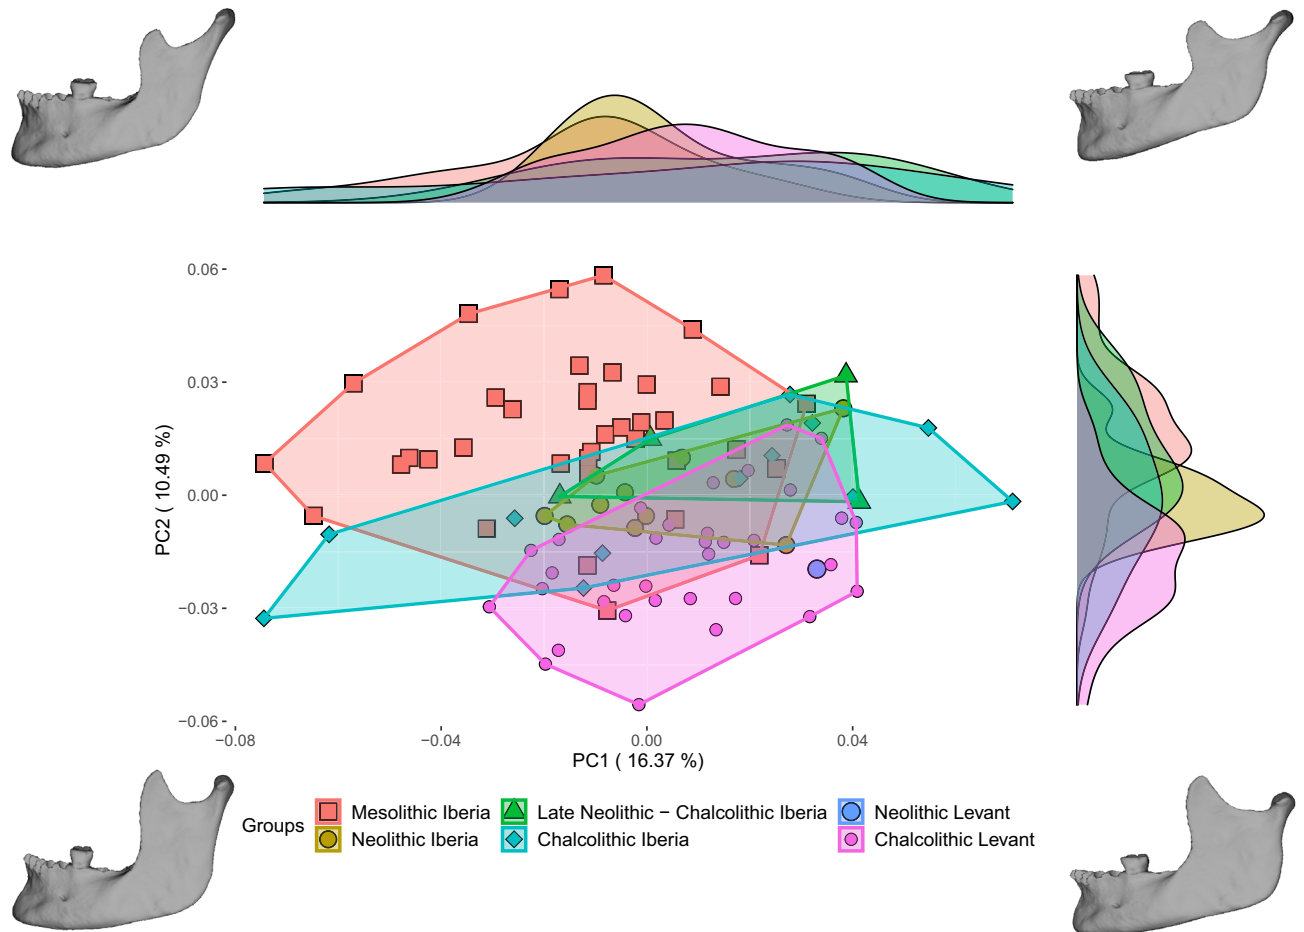 0.06
0.03
0.00
−0.03
−0.06
PC2 ( 10.49 %)
−0.08
−0.04
0.00
0.04
PC1 ( 16.37 %)
Groups
Mesolithic Iberia
Late Neolithic − Chalcolithic Iberia
Neolithic Levant
Neolithic Iberia
Chalcolithic Iberia
Chalcolithic Levant